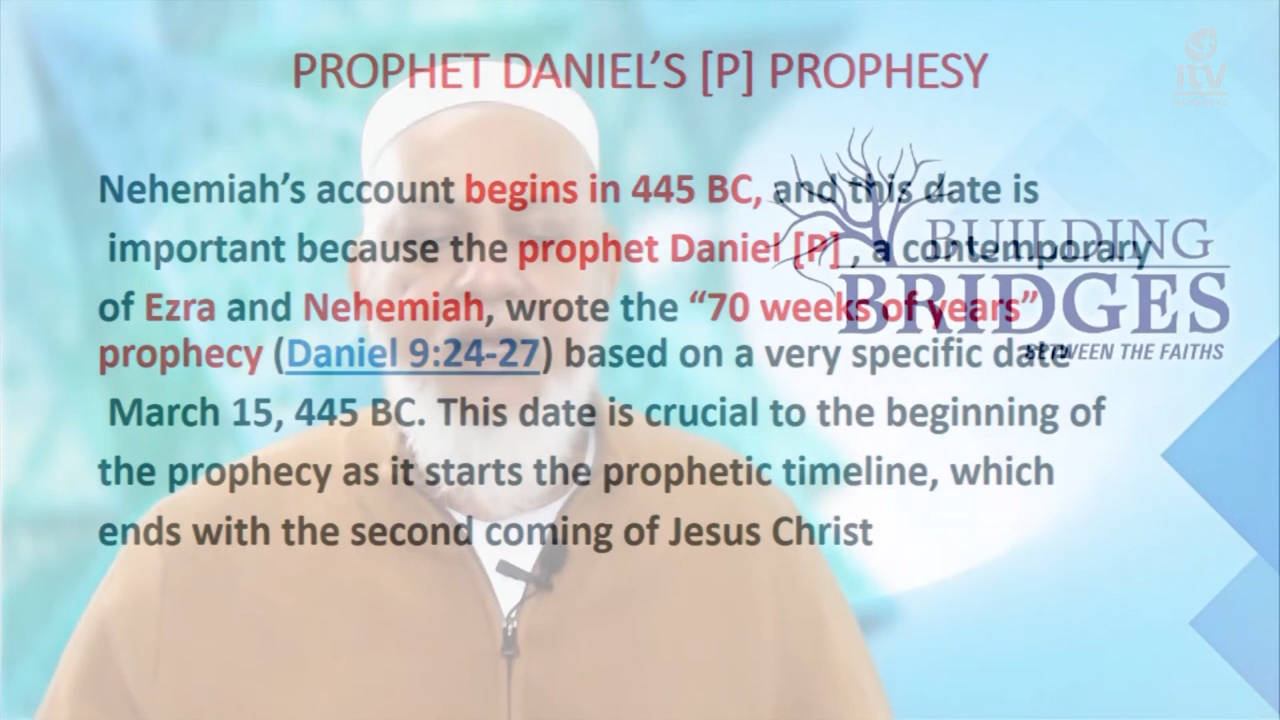 PROPHET DANIEL'S [P] PROPHESY
iTV
Nehemiah's account begins in 445 BC, and this date is
important because the prophet Daniel [P] , a contemporary
of Ezra and Nehemiah, wrote the “70 weeks of years”
prophecy (Daniel 9:24-27) based on a very specific date
March 15, 445 BC. This date is crucial to the beginning of
the prophecy as it starts the prophetic timeline, which
ends with the second coming of Jesus Christ
BUILDING
BRIDGES
BETWEEN THE FAITHS